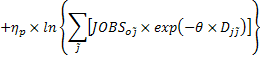 +η_p × ln{∑_j̃[JOBS_oj̃ × exp(−θ × D_jj̃)]}